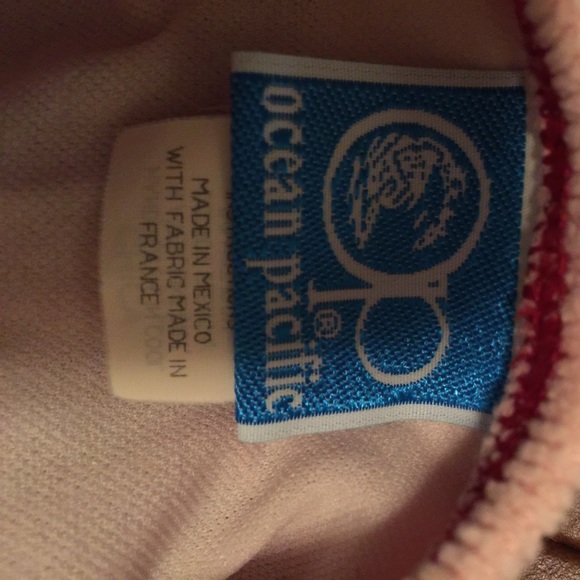 Op®
ocean pacific
MADE IN MEXICO
WITH FABRIC MADE IN
FRANCE